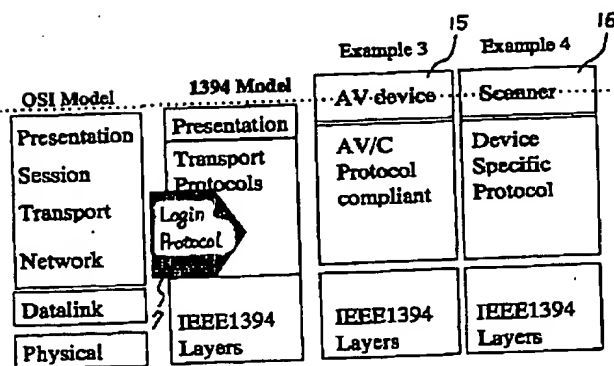 15
16
Example 3
Example 4
OSI Model
1394 Model
AV device
Scanner
Presentation
Session
Transport
Network
Datalink
Physical
Presentation
Transport
Protocols
Login
Protocol
7
IEEE1394
Layers
AV/C
Protocol
compliant
IEEE1394
Layers
Device
Specific
Protocol
IEEE1394
Layers